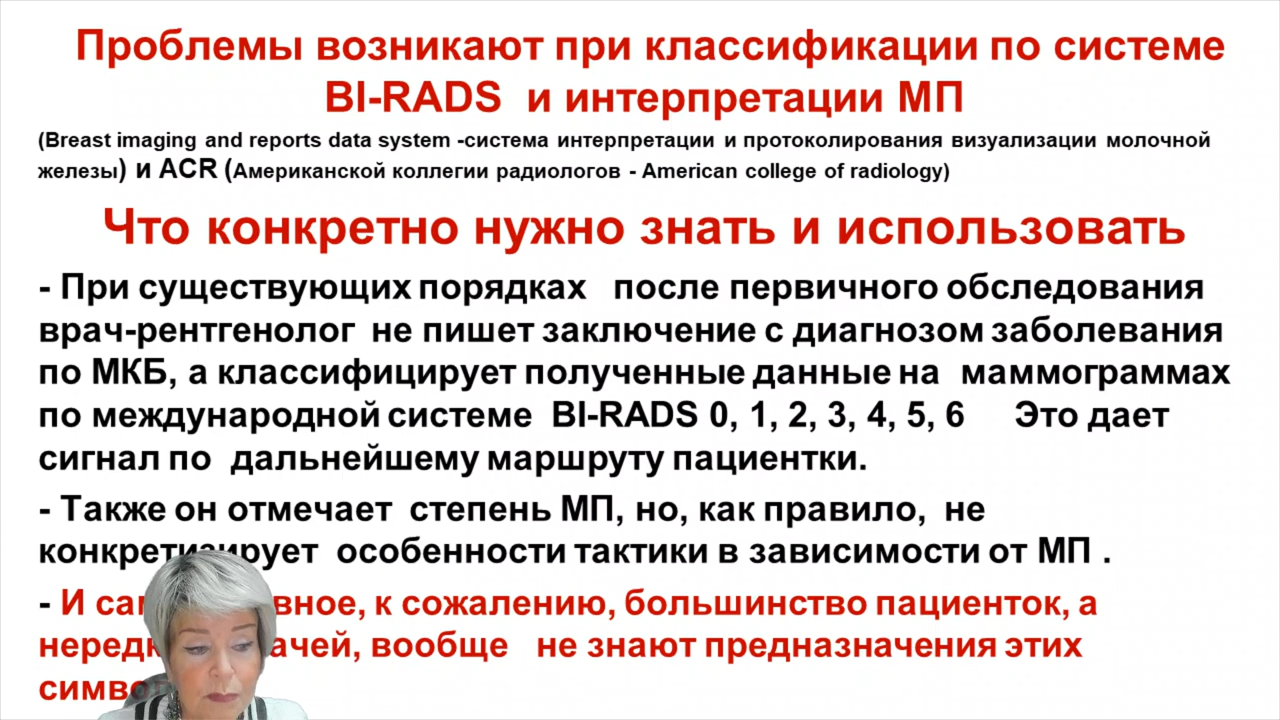 Проблемы возникают при классификации по системе
BI-RADS и интерпретации МП
(Breast imaging and reports data system -система интерпретации и протоколирования визуализации молочной
железы) и ACR (Американской коллегии радиологов - American college of radiology)
Что конкретно нужно знать и использовать
- При существующих порядках после первичного обследования
врач-рентгенолог не пишет заключение с диагнозом заболевания
по МКБ, а классифицирует полученные данные на маммограммах
по международной системе BI-RADS 0, 1, 2, 3, 4, 5, 6 Это дает
сигнал по дальнейшему маршруту пациентки.
- Также он отмечает степень МП, но, как правило, не
конкретизирует особенности тактики в зависимости от МП .
- И к сожалению, большинство пациенток, а
вообще не знают предназначения этих